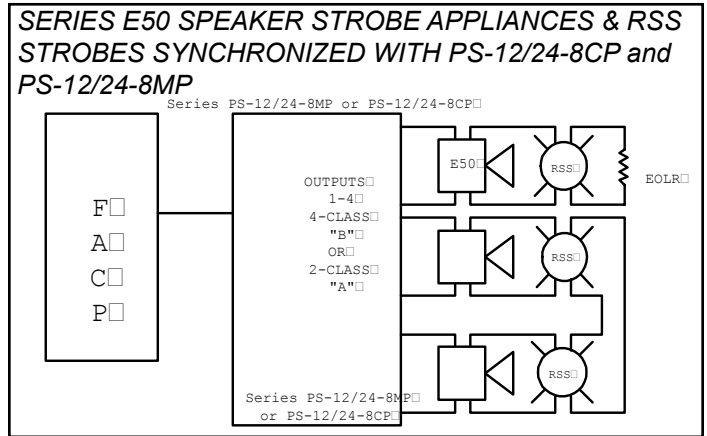 SERIES E50 SPEAKER STROBE APPLIANCES & RSS
STROBES SYNCHRONIZED WITH PS-12/24-8CP and
PS-12/24-8MP
Series PS-12/24-8MP or PS-12/24-8CP
F
A
C
P
OUTPUTS
1-4
4-CLASS
"B"
OR
2-CLASS
"A"
E50
RSS
EOLR
RSS
RSS
Series PS-12/24-8MP
or PS-12/24-8CP